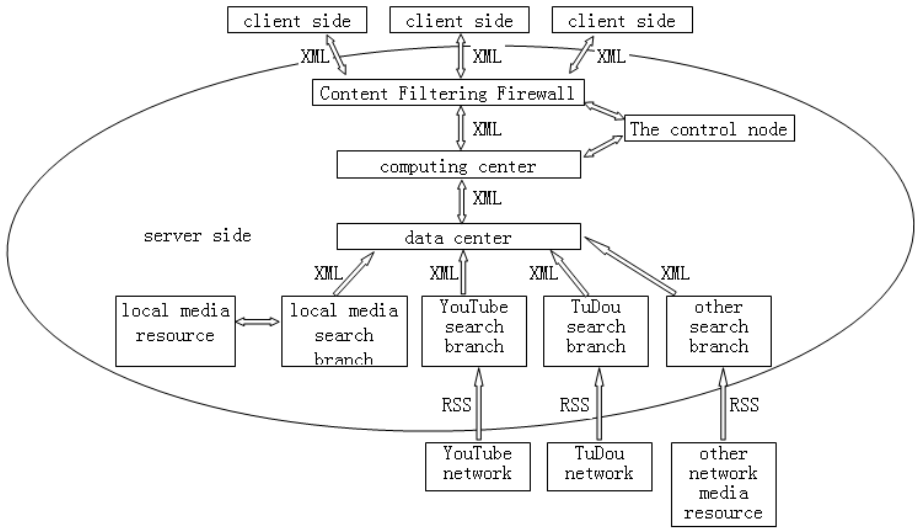 client side
client side
client side
XML
XML
XML
Content Filtering Firewall
XML
The control node
computing center
XML
server side
data center
XML
XML
XML
XML
local media
resource
local media
search
branch
YouTube
search
branch
TuDou
search
branch
other
search
branch
RSS
RSS
RSS
YouTube
network
TuDou
network
other
network
media
resource